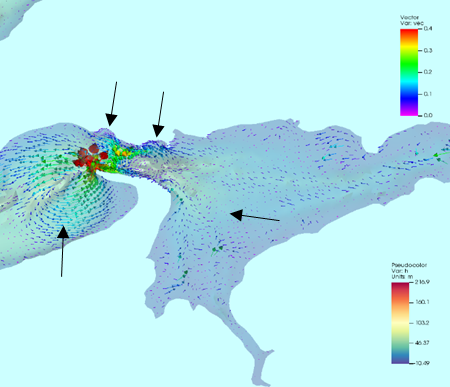 Vector
Var: vec
0.4
0.3
0.2
0.1
0.0
Pseudocolor
Var: h
Units: m
216.9
160.1
103.2
46.37
10.49